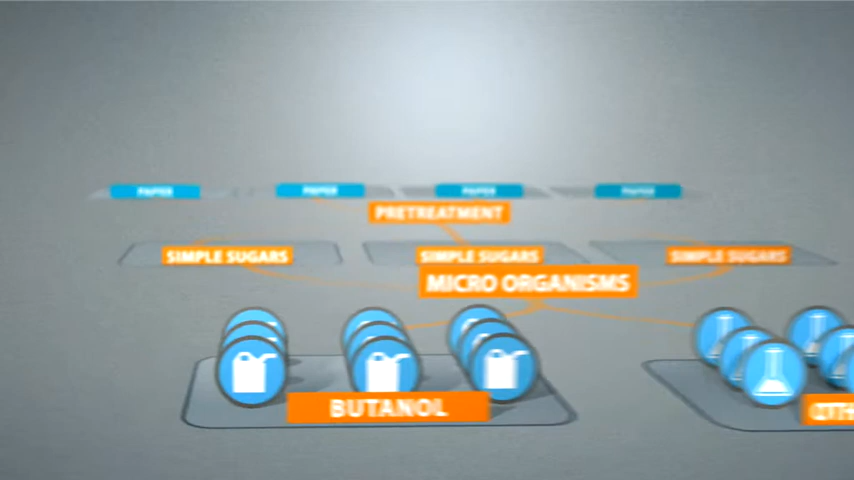 PAPER PAPER PAPER PAPER
PRETREATMENT
SIMPLE SUGARS SIMPLE SUGARS SIMPLE SUGARS
MICRO ORGANISMS
BUTANOL